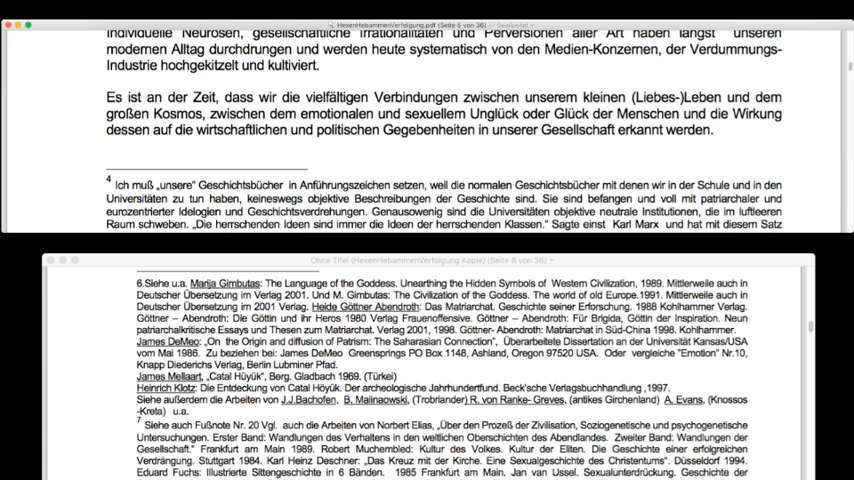 HexenHebammenVerfolgung.pdf (Seite 6 von 36) — Bearbeitet
Individuelle Neurosen, gesellschaftliche Irrationalitäten und Perversionen aller Art haben längst unseren
modernen Alltag durchdrungen und werden heute systematisch von den Medien-Konzernen, der Verdummungs-
Industrie hochgekitzelt und kultiviert.
Es ist an der Zeit, dass wir die vielfältigen Verbindungen zwischen unserem kleinen (Liebes-)Leben und dem
großen Kosmos, zwischen dem emotionalen und sexuellem Unglück oder Glück der Menschen und die Wirkung
dessen auf die wirtschaftlichen und politischen Gegebenheiten in unserer Gesellschaft erkannt werden.
4 Ich muß „unsere“ Geschichtsbücher in Anführungszeichen setzen, weil die normalen Geschichtsbücher mit denen wir in der Schule und in den
Universitäten zu tun haben, keineswegs objektive Beschreibungen der Geschichte sind. Sie sind befangen und voll mit patriarchaler und
eurozentrierter Idelogien und Geschichtsverdrehungen. Genausowenig sind die Universitäten objektive neutrale Institutionen, die im luftleeren
Raum schweben. „Die herrschenden Ideen sind immer die Ideen der herrschenden Klassen.“ Sagte einst Karl Marx und hat mit diesem Satz
Ohne Titel (HexenHebammenVerfolgung Kopie) (Seite 8 von 36)
6.Siehe u.a. Marija Gimbutas: The Language of the Goddess. Unearthing the Hidden Symbols of Western Civilization, 1989. Mittlerweile auch in
Deutscher Übersetzung im Verlag 2001. Und M. Gimbutas: The Civilization of the Goddess. The world of old Europe.1991. Mittlerweile auch in
Deutscher Übersetzung im 2001 Verlag. Heide Göttner Abendroth: Das Matriarchat. Geschichte seiner Erforschung. 1988 Kohlhammer Verlag.
Göttner – Abendroth: Die Göttin und ihr Heros 1980 Verlag Frauenoffensive. Göttner - Abendroth: Für Brigida, Göttin der Inspiration. Neun
patriarchalkritische Essays und Thesen zum Matriarchat. Verlag 2001, 1998. Göttner- Abendroth: Matriarchat in Süd-China 1998. Kohlhammer.
James DeMeo: „On the Origin and diffusion of Patrism: The Saharasian Connection”, Überarbeitete Dissertation an der Universität Kansas/USA
vom Mai 1986. Zu beziehen bei: James DeMeo Greensprings PO Box 1148, Ashland, Oregon 97520 USA. Oder vergleiche "Emotion" Nr.10,
Knapp Diederichs Verlag, Berlin Lubminer Pfad.
James Mellaart, „Catal Hüyük”, Berg. Gladbach 1969. (Türkei)
Heinrich Klotz: Die Entdeckung von Catal Höyük. Der archeologische Jahrhundertfund. Beck'sche Verlagsbuchhandlung ,1997.
Siehe außerdem die Arbeiten von J.J.Bachofen, B. Malinaowski, (Trobriander) R. von Ranke- Greves, (antikes Girchenland) A. Evans, (Knossos
-Kreta) u.a.
7 Siehe auch Fußnote Nr. 20 Vgl. auch die Arbeiten von Norbert Elias, „Über den Prozeß der Zivilisation, Soziogenetische und psychogenetische
Untersuchungen. Erster Band: Wandlungen des Verhaltens in den weltlichen Oberschichten des Abendlandes. Zweiter Band: Wandlungen der
Gesellschaft.” Frankfurt am Main 1989. Robert Muchembled: Kultur des Volkes. Kultur der Eliten. Die Geschichte einer erfolgreichen
Verdrängung. Stuttgart 1984. Karl Heinz Deschner: „Das Kreuz mit der Kirche. Eine Sexualgeschichte des Christentums”. Düsseldorf 1994.
Eduard Fuchs: Illustrierte Sittengeschichte in 6 Bänden. 1985 Frankfurt am Main. Jan van Ussel. Sexualunterdrückung. Geschichte der